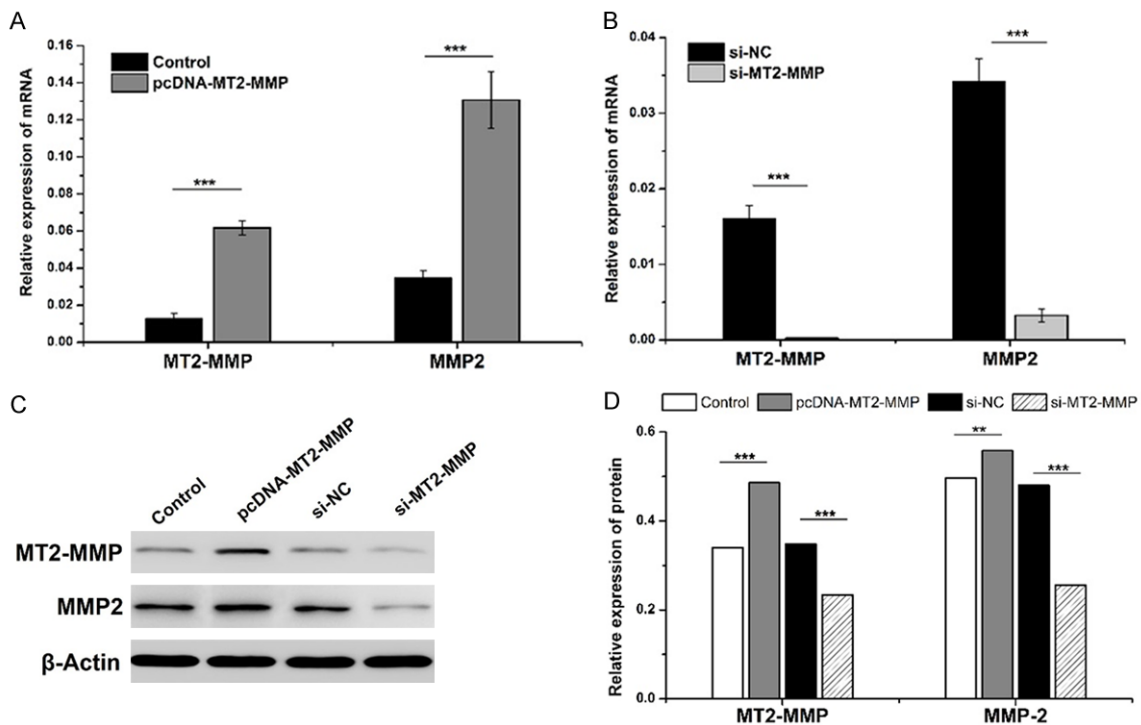 A
Relative expression of mRNA
0.16
0.14
0.12
0.10
0.08
0.06
0.04
0.02
0.00
Control
pcDNA-MT2-MMP
***
***
MT2-MMP
MMP2
B
Relative expression of mRNA
0.04
0.03
0.02
0.01
0.00
si-NC
si-MT2-MMP
***
***
MT2-MMP
MMP2
C
Control
pcDNA-MT2-MMP
si-NC
si-MT2-MMP
MT2-MMP
MMP2
β-Actin
D
Control pcDNA-MT2-MMP si-NC si-MT2-MMP
Relative expression of protein
0.6
0.4
0.2
0.0
***
***
**
***
MT2-MMP
MMP-2